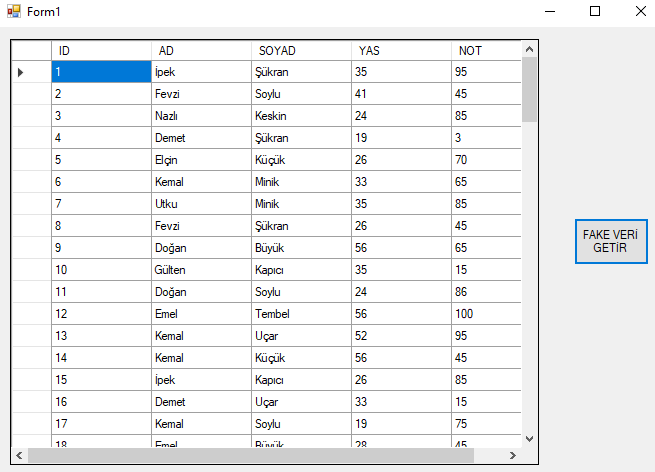 Form1
ID AD SOYAD YAS NOT
1 İpek Şükran 35 95
2 Fevzi Soylu 41 45
3 Nazlı Keskin 24 85
4 Demet Şükran 19 3
5 Elçin Küçük 26 70
6 Kemal Minik 33 65
7 Utku Minik 35 85
8 Fevzi Şükran 26 45
9 Doğan Büyük 56 65
10 Gülten Kapıcı 35 15
11 Doğan Soylu 24 86
12 Emel Tembel 56 100
13 Kemal Uçar 52 95
14 Kemal Küçük 56 45
15 İpek Kapıcı 26 85
16 Demet Uçar 33 15
17 Kemal Soylu 19 75
18 Emel Büyük 28 45
FAKE VERİ
GETİR